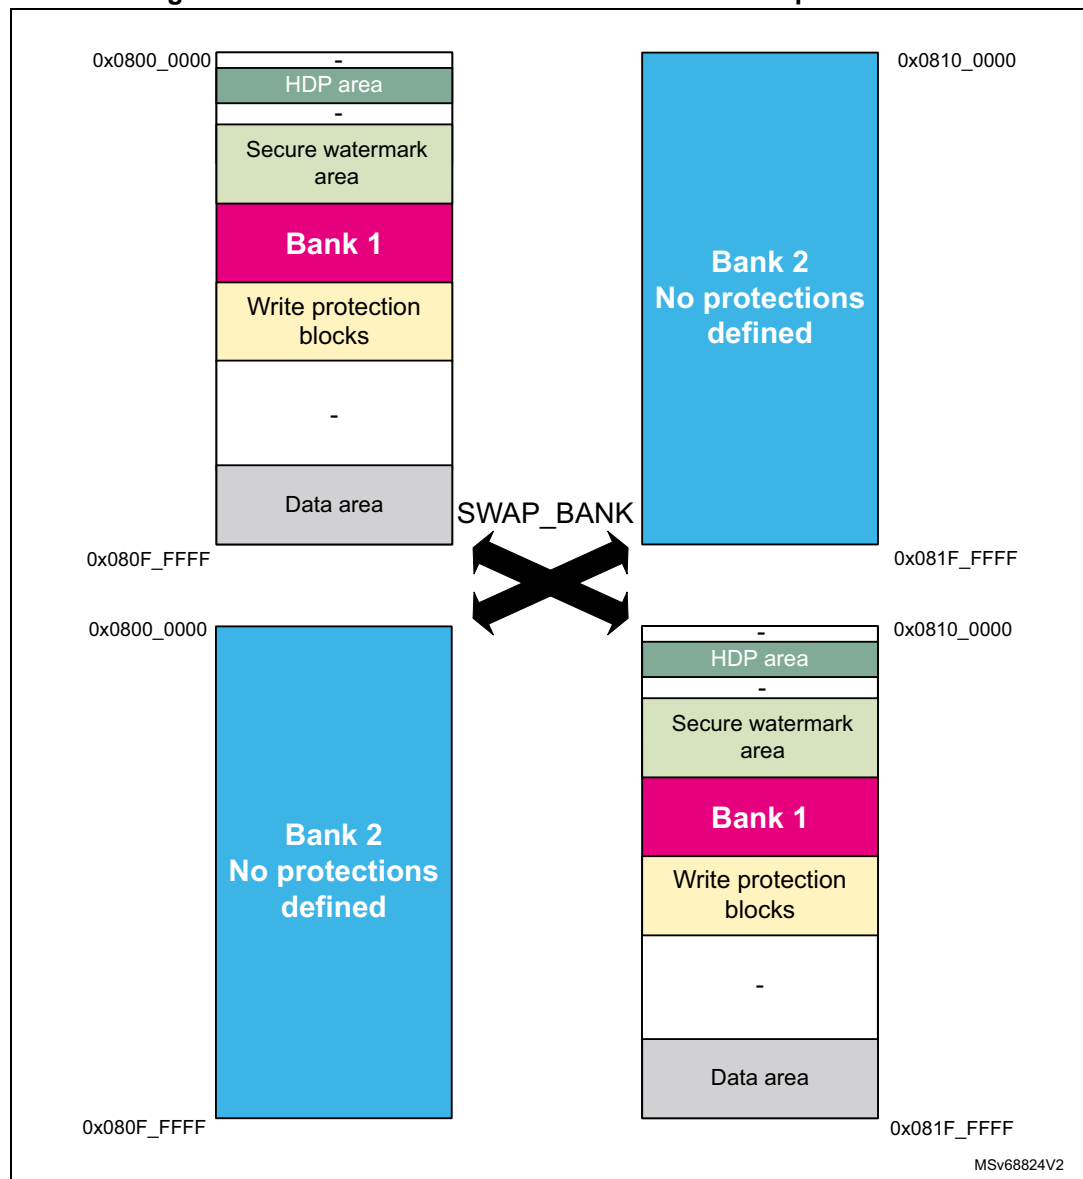 0x0800_0000
-
HDP area
-
Secure watermark
area
Bank 1
Write protection
blocks
-
Data area
0x080F_FFFF
0x0810_0000
Bank 2
No protections
defined
0x081F_FFFF
SWAP_BANK
0x0800_0000
Bank 2
No protections
defined
0x080F_FFFF
0x0810_0000
-
HDP area
-
Secure watermark
area
Bank 1
Write protection
blocks
-
Data area
0x081F_FFFF
MSv68824V2